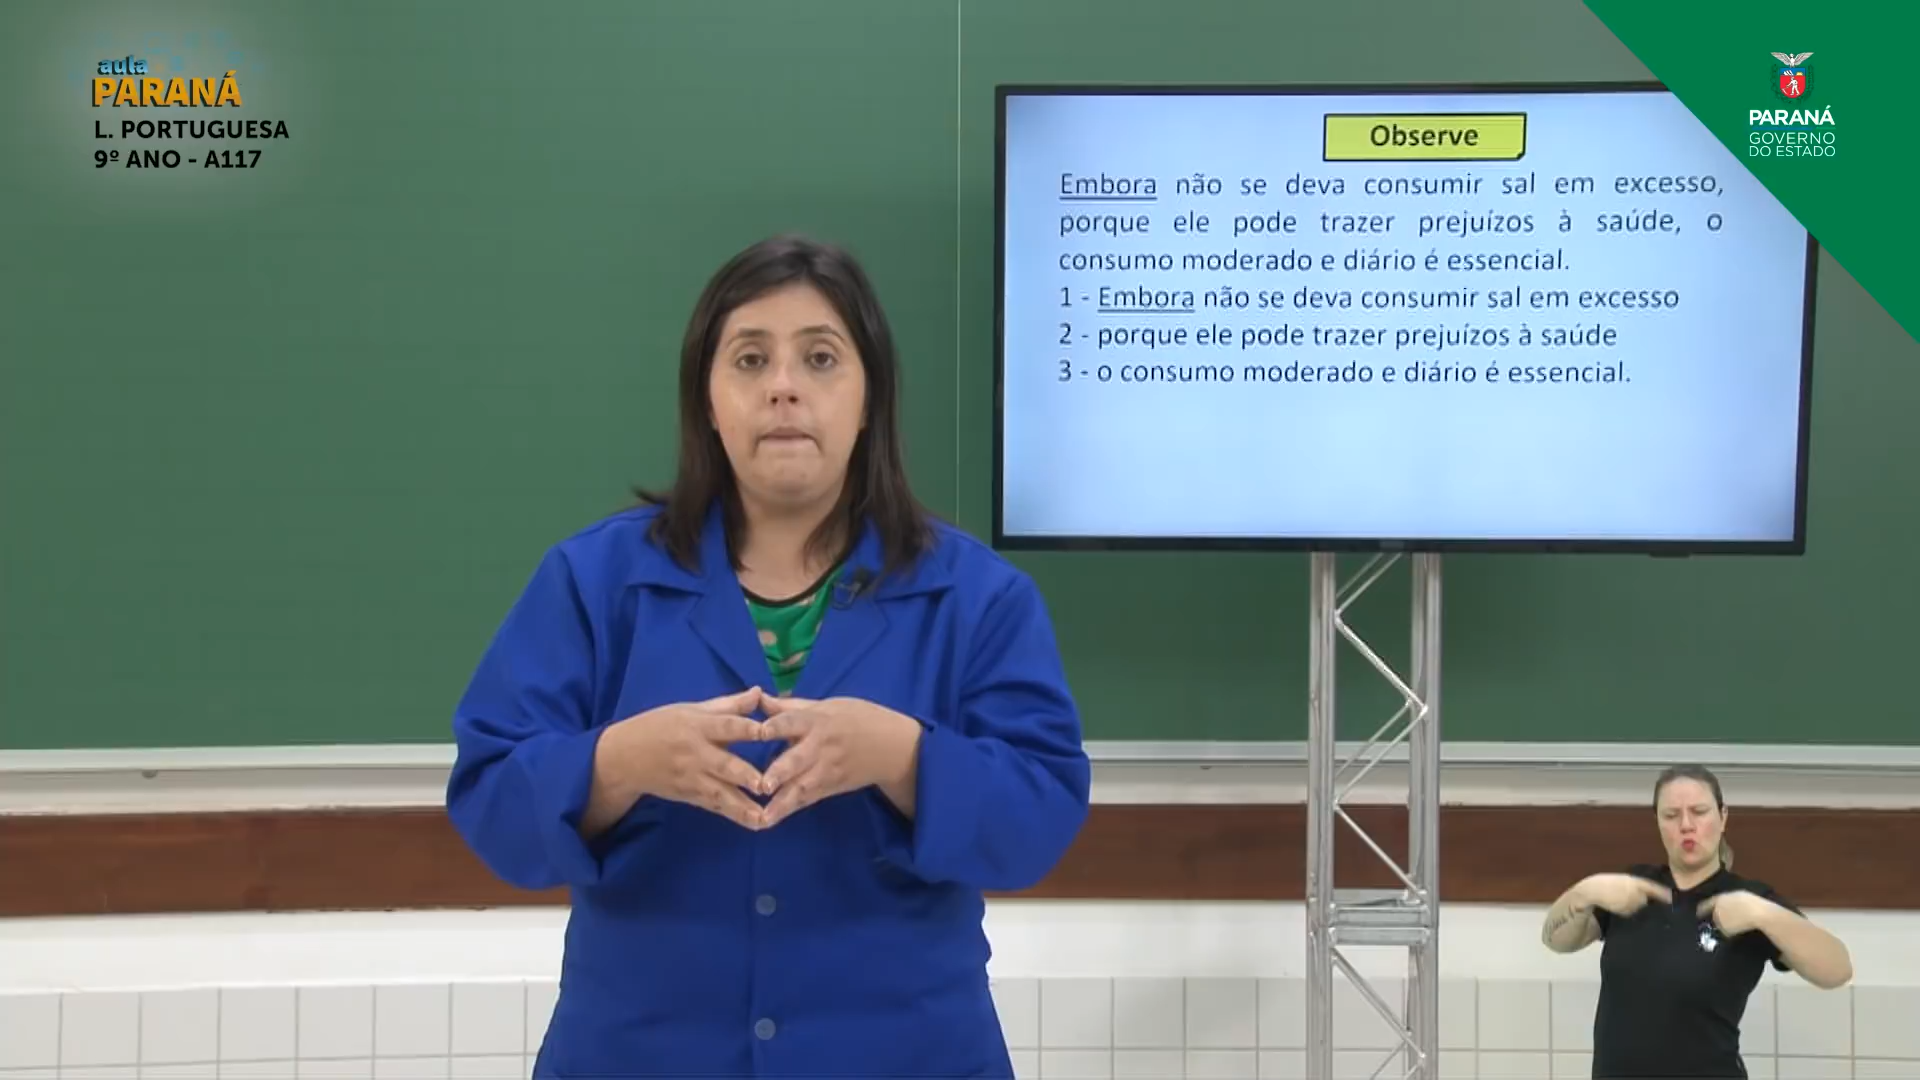 aula
PARANÁ
L. PORTUGUESA
9º ANO - A117
Observe
Embora não se deva consumir sal em excesso,
porque ele pode trazer prejuízos à saúde, o
consumo moderado e diário é essencial.
1 - Embora não se deva consumir sal em excesso
2 - porque ele pode trazer prejuízos à saúde
3 - o consumo moderado e diário é essencial.
PARANÁ
GOVERNO
DO ESTADO